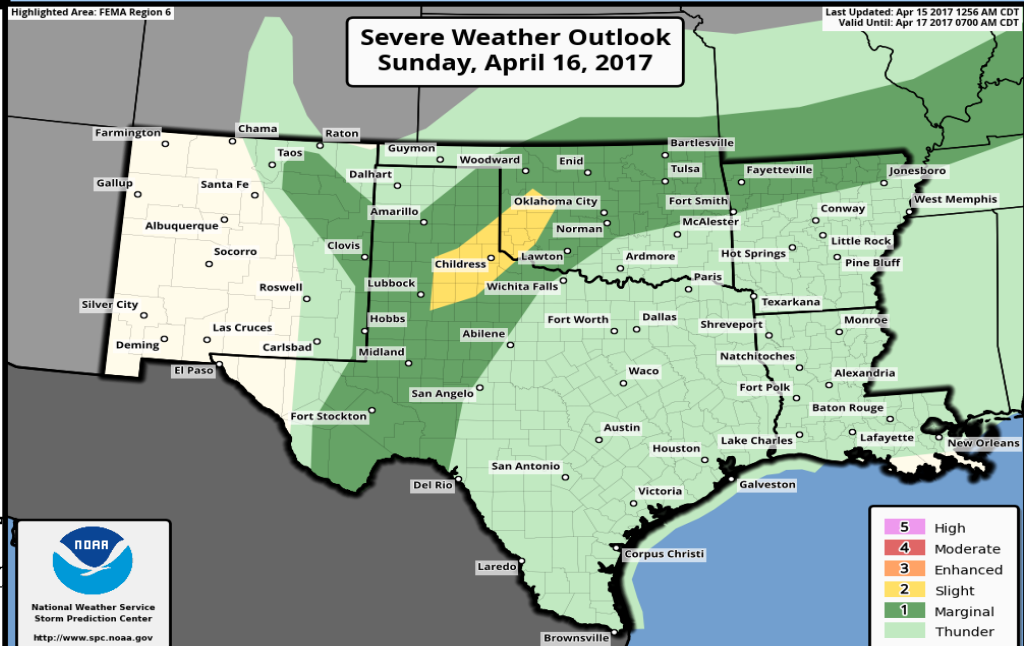 Highlighted Area: FEMA Region 6
Last Updated: Apr 15 2017 1256 AM CDT
Valid Until: Apr 17 2017 0700 AM CDT
Severe Weather Outlook
Sunday, April 16, 2017
Farmington
Chama
Raton
Guymon
Bartlesville
Taos
Woodward
Enid
Tulsa
Fayetteville
Jonesboro
Dalhart
Gallup
Santa Fe
Oklahoma City
Fort Smith
West Memphis
Amarillo
Conway
Albuquerque
Norman
McAlester
Little Rock
Clovis
Socorro
Lawton
Ardmore
Hot Springs
Pine Bluff
Childress
Roswell
Lubbock
Wichita Falls
Paris
Texarkana
Silver City
Hobbs
Fort Worth
Dallas
Shreveport
Monroe
Las Cruces
Abilene
Deming
Carlsbad
Midland
Natchitoches
El Paso
Waco
Alexandria
San Angelo
Fort Polk
Baton Rouge
Fort Stockton
Austin
Houston
Lake Charles
Lafayette
New Orleans
San Antonio
Del Rio
Victoria
Galveston
Corpus Christi
Laredo
Brownsville
NOAA
National Weather Service
Storm Prediction Center
http://www.spc.noaa.gov
5 High
4 Moderate
3 Enhanced
2 Slight
1 Marginal
Thunder